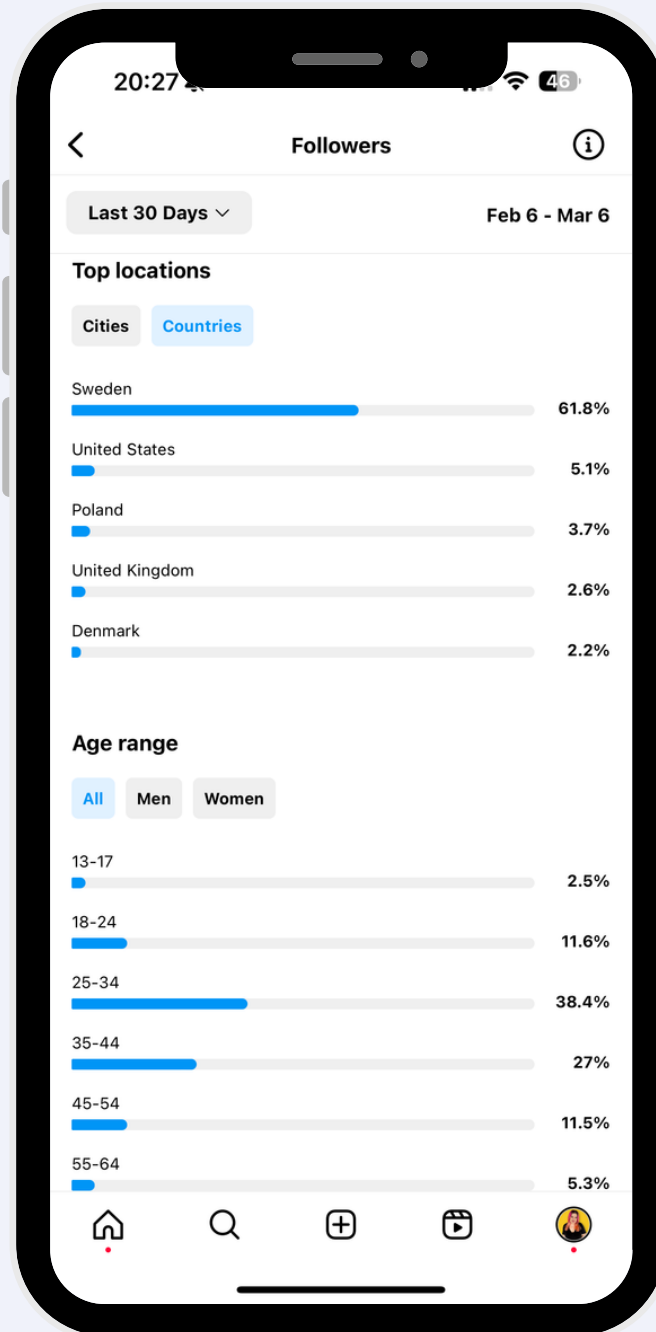 20:27
46
Followers
Last 30 Days
Feb 6 - Mar 6
Top locations
Cities Countries
Sweden
61.8%
United States
5.1%
Poland
3.7%
United Kingdom
2.6%
Denmark
2.2%
Age range
All Men Women
13-17
2.5%
18-24
11.6%
25-34
38.4%
35-44
27%
45-54
11.5%
55-64
5.3%